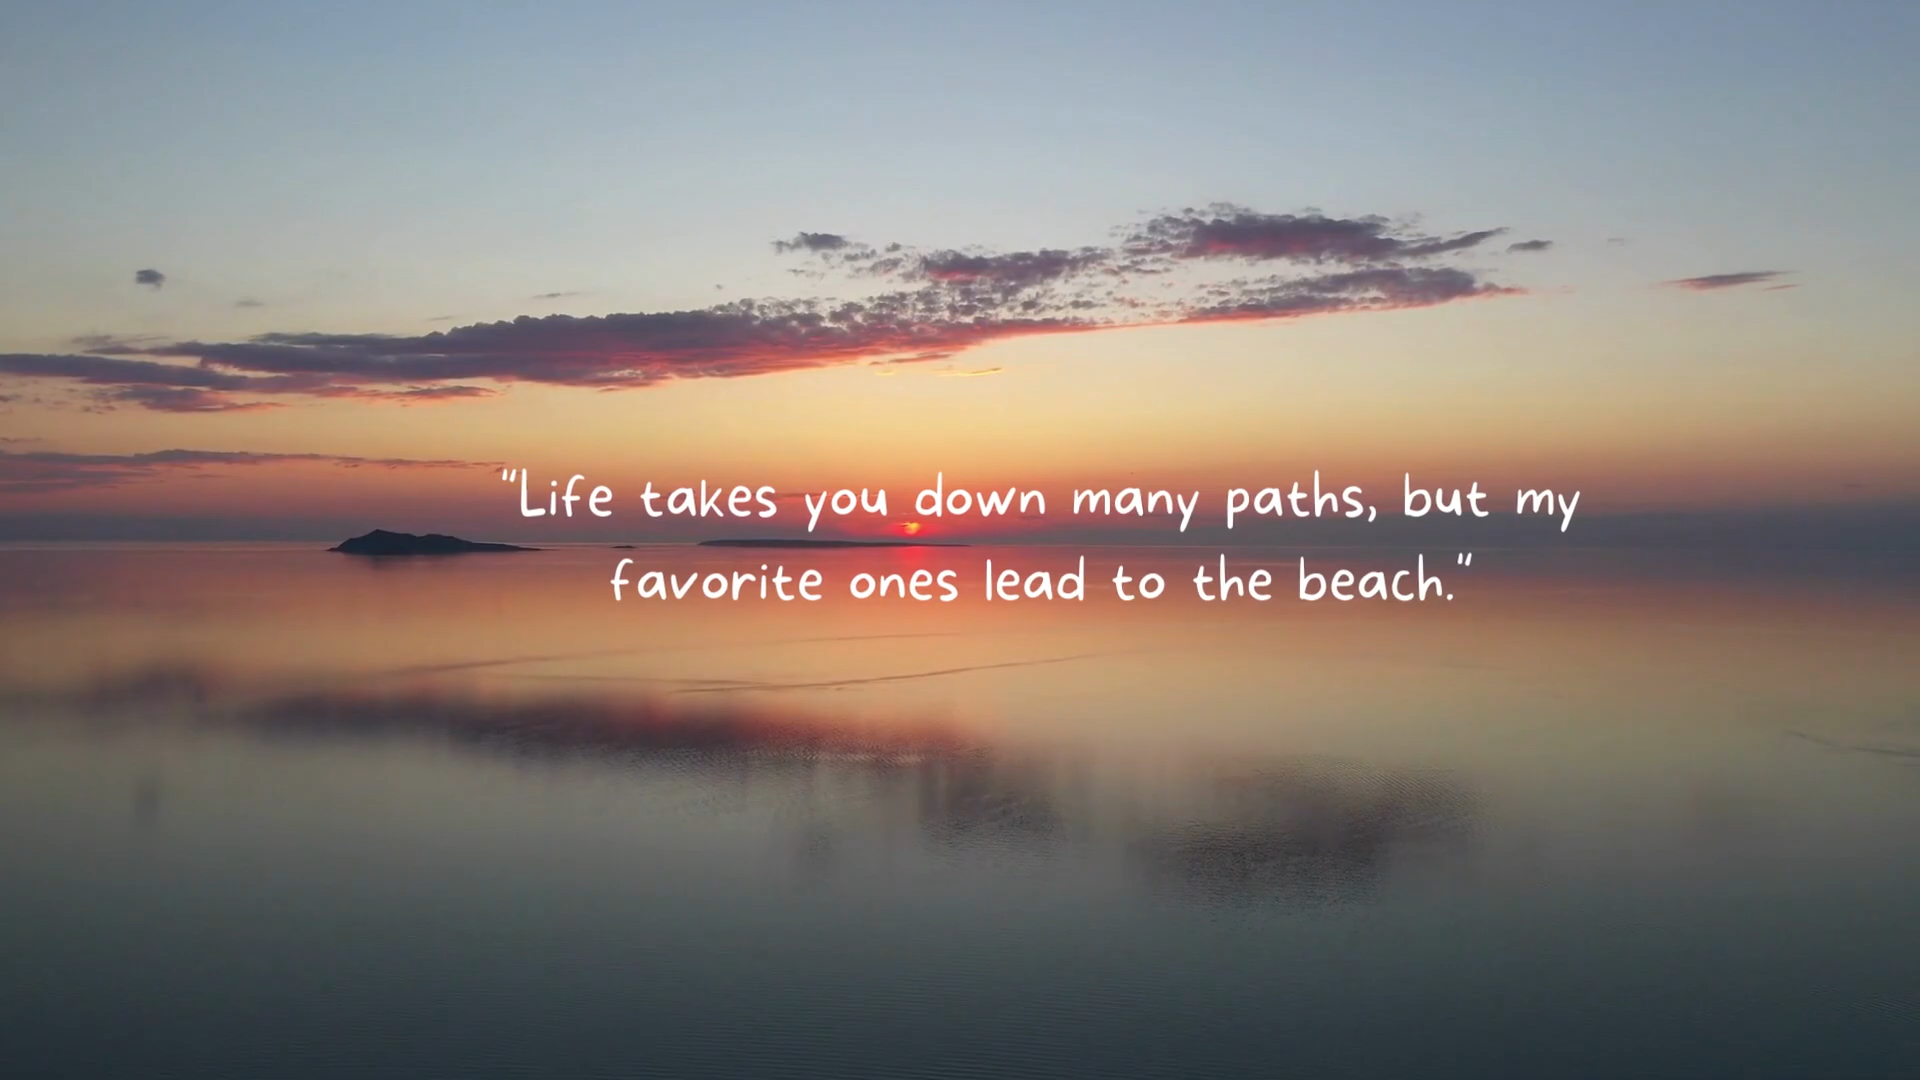 "Life takes you down many paths, but my
favorite ones lead to the beach."